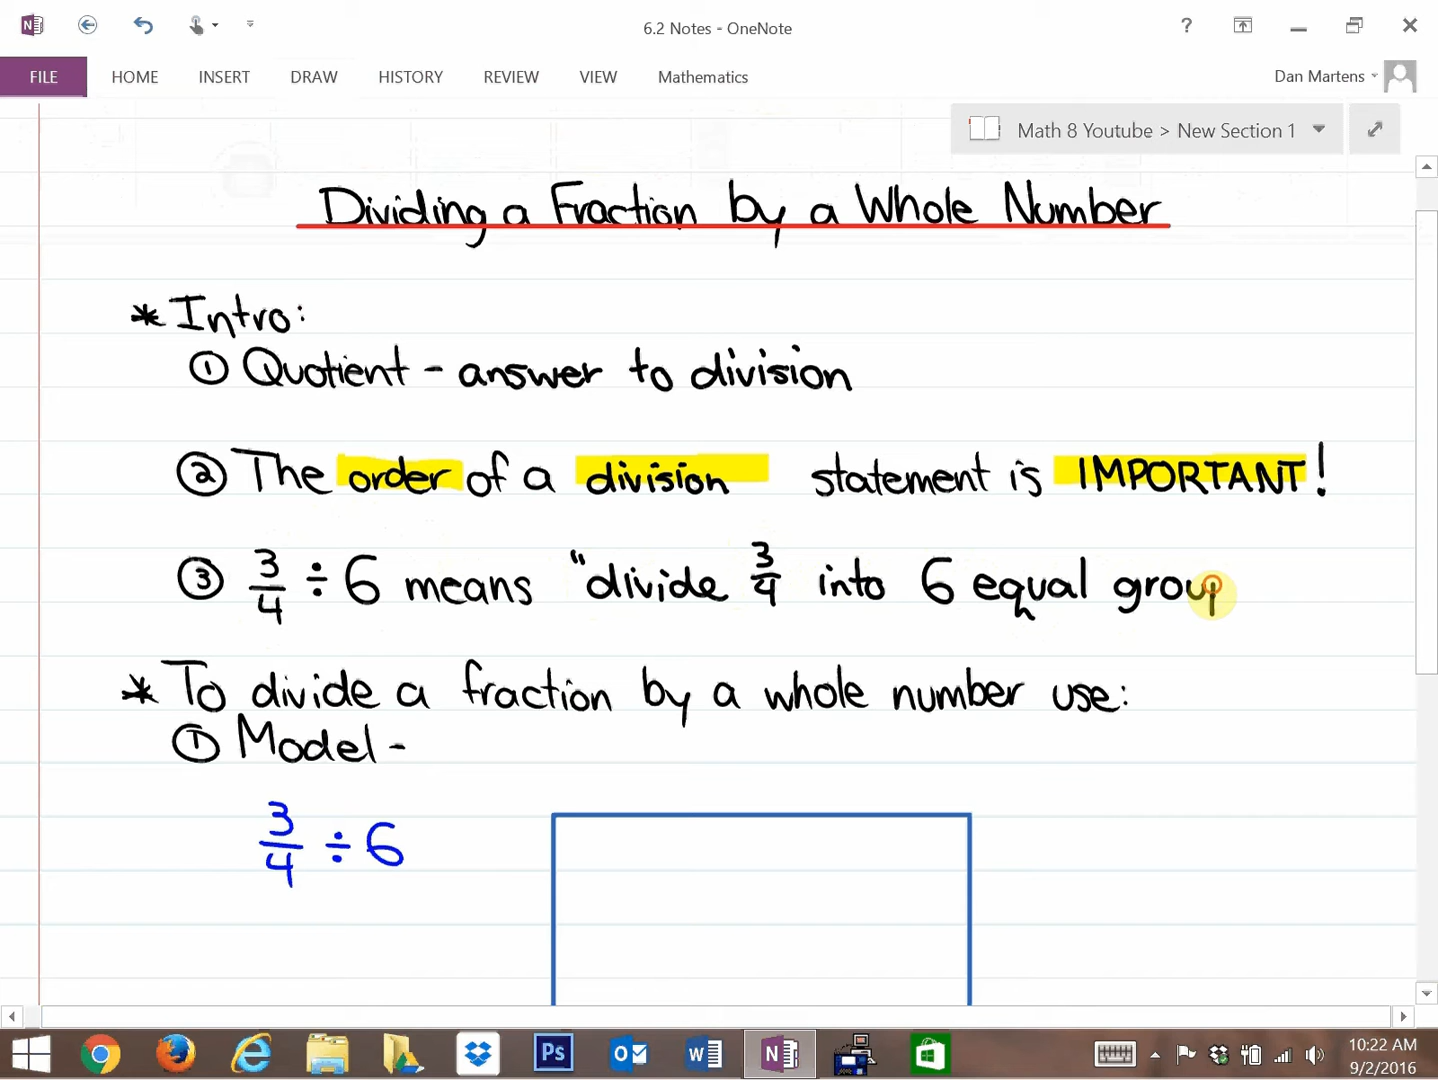 6.2 Notes - OneNote
?
FILE HOME INSERT DRAW HISTORY REVIEW VIEW Mathematics
Dan Martens
Math 8 Youtube > New Section 1
Dividing a Fraction by a Whole Number
* Intro:
① Quotient - answer to division
② The order of a division statement is IMPORTANT!
③ 3/4 ÷ 6 means "divide 3/4 into 6 equal group
* To divide a fraction by a whole number use:
① Model -
3/4 ÷ 6
Ps
10:22 AM
9/2/2016